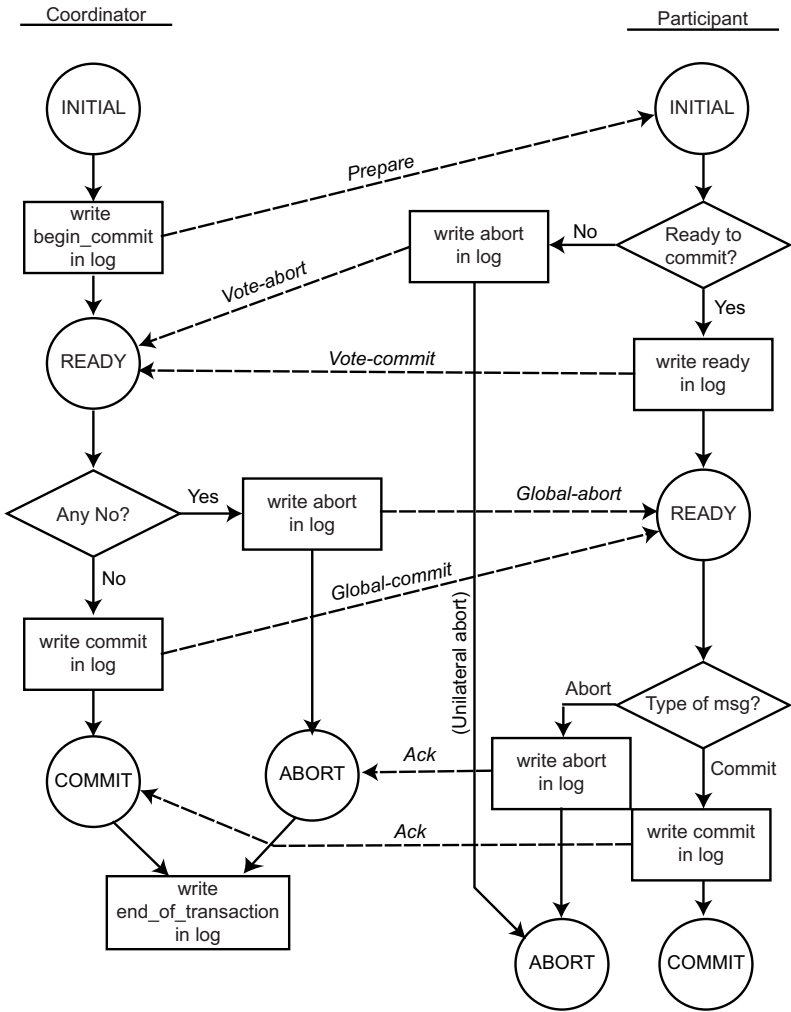 Coordinator
Participant
INITIAL
INITIAL
Prepare
write
begin_commit
in log
write abort
in log
No
Ready to
commit?
Vote-abort
Yes
READY
Vote-commit
write ready
in log
Any No?
Yes
write abort
in log
Global-abort
READY
No
Global-commit
write commit
in log
(Unilateral abort)
Abort
Type of msg?
COMMIT
ABORT
Ack
write abort
in log
Commit
Ack
write commit
in log
write
end_of_transaction
in log
ABORT
COMMIT